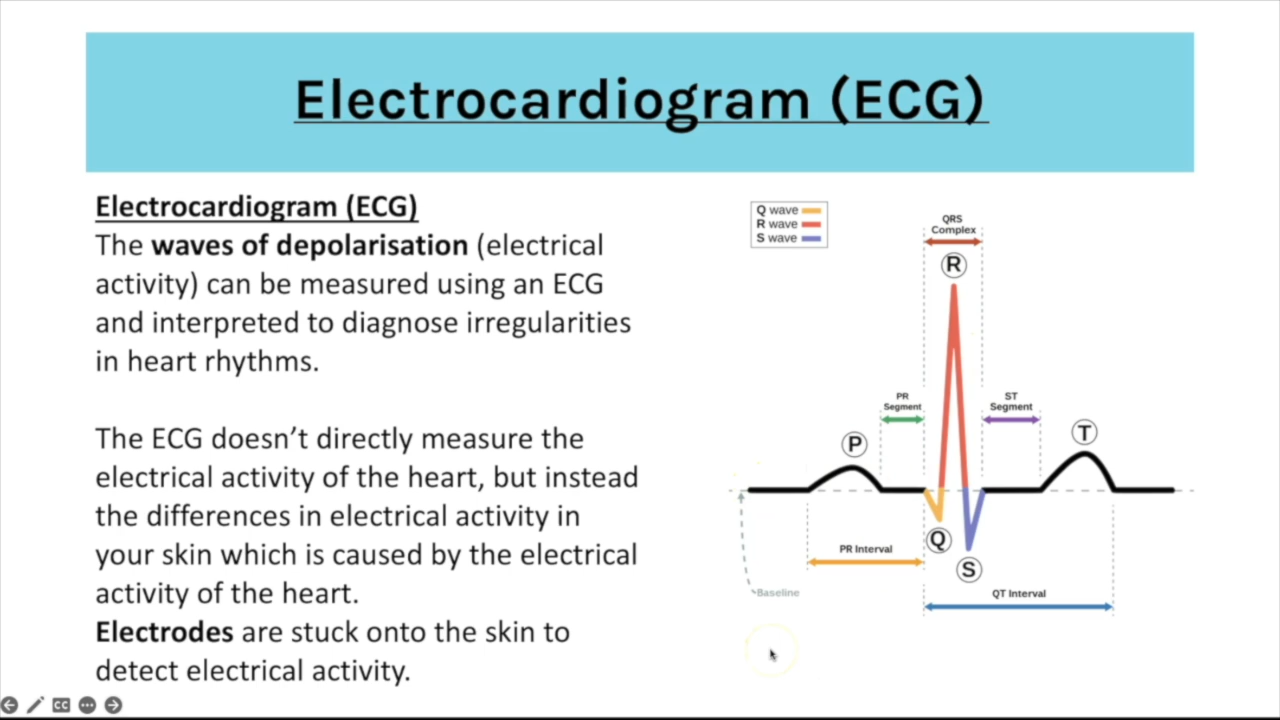 Electrocardiogram (ECG)
Electrocardiogram (ECG)
The waves of depolarisation (electrical
activity) can be measured using an ECG
and interpreted to diagnose irregularities
in heart rhythms.
The ECG doesn’t directly measure the
electrical activity of the heart, but instead
the differences in electrical activity in
your skin which is caused by the electrical
activity of the heart.
Electrodes are stuck onto the skin to
detect electrical activity.
Q wave
R wave
S wave
QRS
Complex
R
PR
Segment
ST
Segment
P
T
Q
S
PR Interval
Baseline
QT Interval
CC